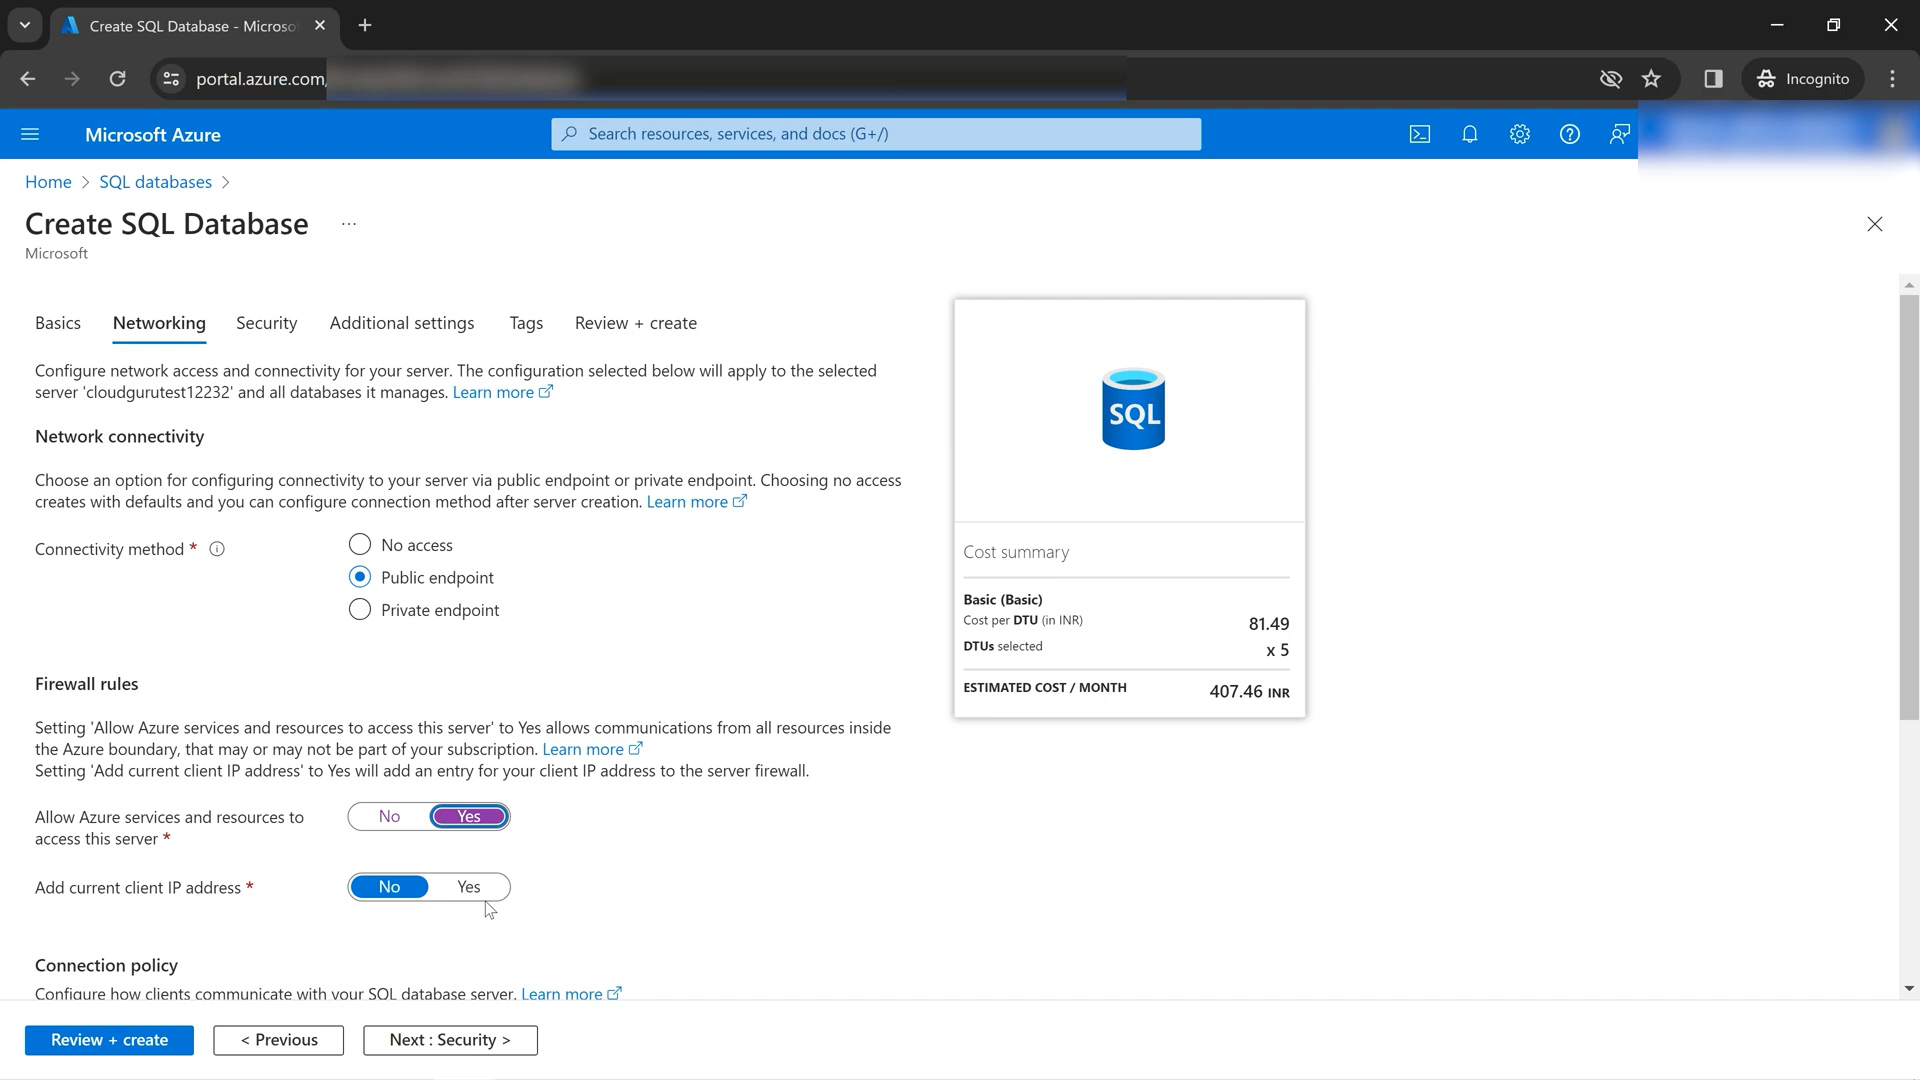 Create SQL Database - Microso
portal.azure.com/
Incognito
Microsoft Azure
Search resources, services, and docs (G+/)
Home > SQL databases >
Create SQL Database ...
Microsoft
Basics Networking Security Additional settings Tags Review + create
Configure network access and connectivity for your server. The configuration selected below will apply to the selected
server 'cloudgurutest12232' and all databases it manages. Learn more
Network connectivity
Choose an option for configuring connectivity to your server via public endpoint or private endpoint. Choosing no access
creates with defaults and you can configure connection method after server creation. Learn more
Connectivity method *
No access
Public endpoint
Private endpoint
Firewall rules
Setting 'Allow Azure services and resources to access this server' to Yes allows communications from all resources inside
the Azure boundary, that may or may not be part of your subscription. Learn more
Setting 'Add current client IP address' to Yes will add an entry for your client IP address to the server firewall.
Allow Azure services and resources to
access this server *
No Yes
Add current client IP address *
No Yes
Connection policy
Configure how clients communicate with your SQL database server. Learn more
SQL
Cost summary
Basic (Basic)
Cost per DTU (in INR) 81.49
DTUs selected x 5
ESTIMATED COST / MONTH 407.46 INR
Review + create
< Previous
Next : Security >